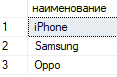 наименование
1 iPhone
2 Samsung
3 Oppo